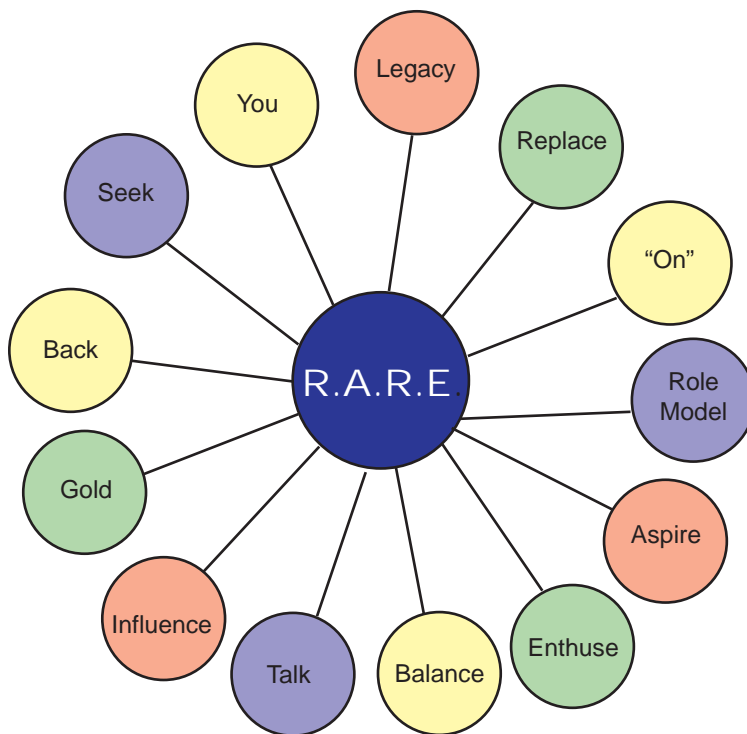 Legacy
You
Replace
Seek
“On”
Back
R.A.R.E.
Role
Model
Gold
Aspire
Influence
Enthuse
Talk
Balance